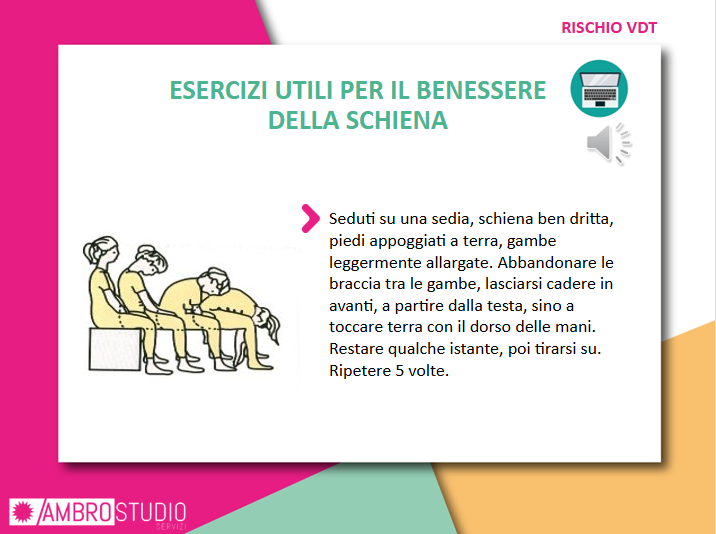 RISCHIO VDT
ESERCIZI UTILI PER IL BENESSERE
DELLA SCHIENA
Seduti su una sedia, schiena ben dritta,
piedi appoggiati a terra, gambe
leggermente allargate. Abbandonare le
braccia tra le gambe, lasciarsi cadere in
avanti, a partire dalla testa, sino a
toccare terra con il dorso delle mani.
Restare qualche istante, poi tirarsi su.
Ripetere 5 volte.
AMBROSTUDIO
SERVIZI